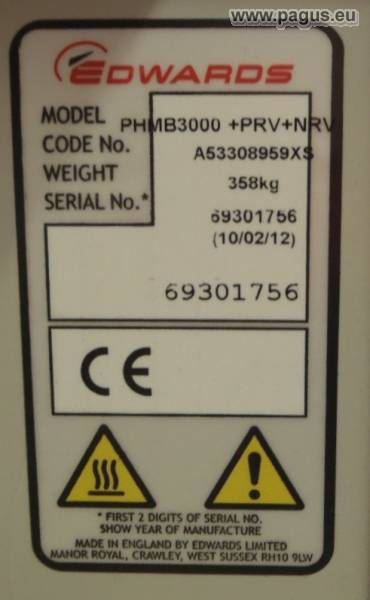 www.pagus.eu
EDWARDS
MODEL PHMB3000 +PRV+NRV
CODE No. A53308959XS
WEIGHT 358kg
SERIAL No.* 69301756
(10/02/12)
69301756
CE
* FIRST 2 DIGITS OF SERIAL NO.
SHOW YEAR OF MANUFACTURE
MADE IN ENGLAND BY EDWARDS LIMITED
MANOR ROYAL, CRAWLEY, WEST SUSSEX RH10 9LW